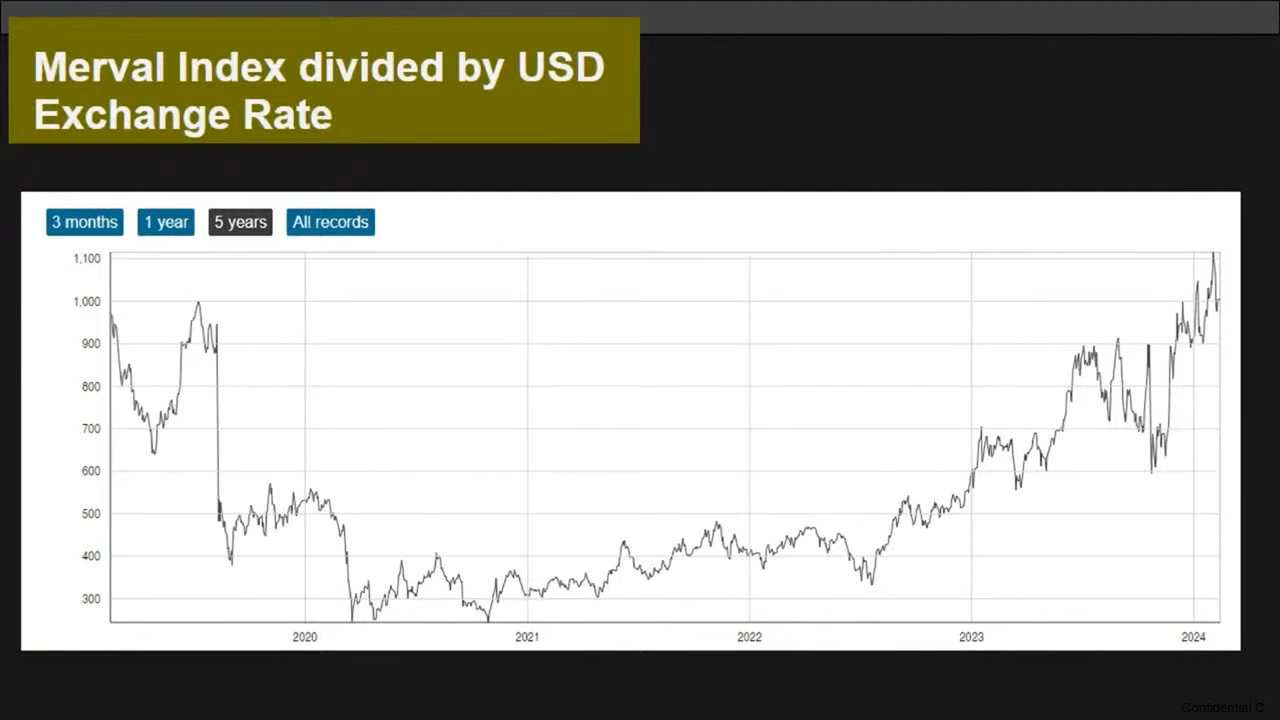 Merval Index divided by USD
Exchange Rate
3 months 1 year 5 years All records
1,100
1,000
900
800
700
600
500
400
300
2020 2021 2022 2023 2024
Confidential C